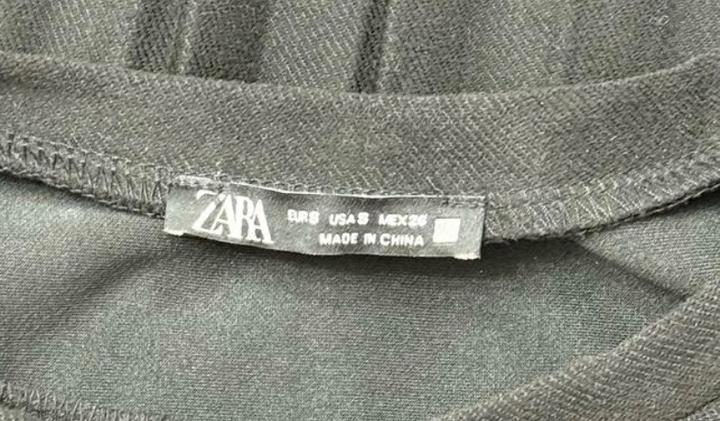 ZARA
EUR S USA S MEX 26
MADE IN CHINA